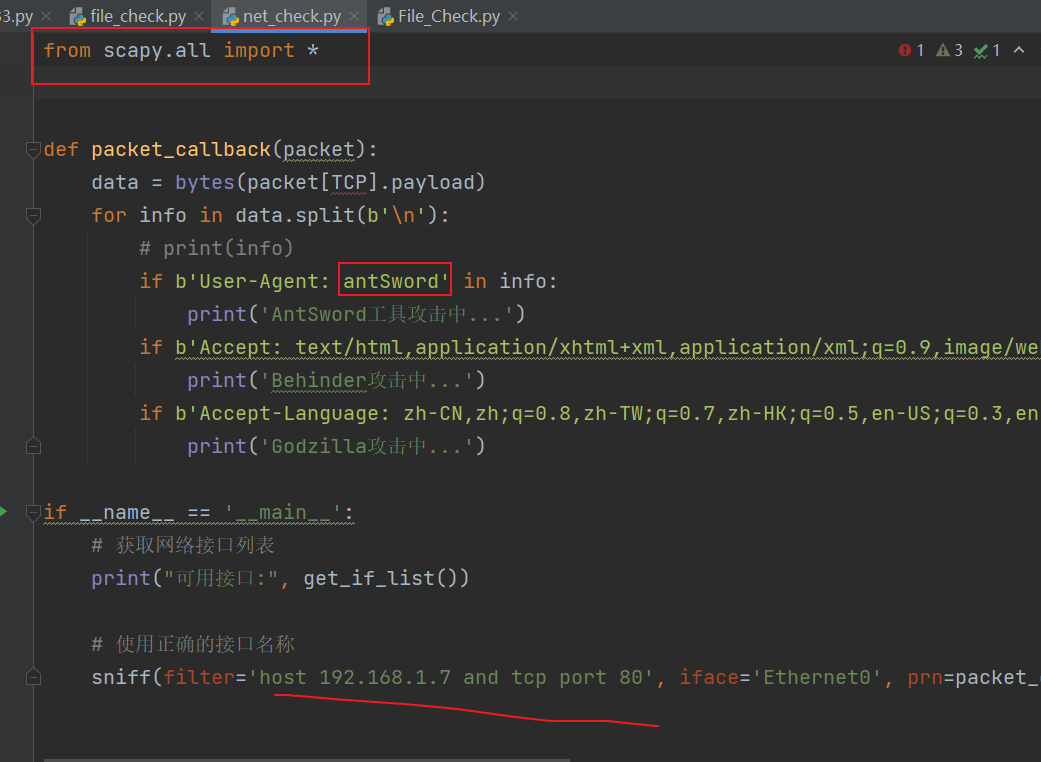 3.py file_check.py net_check.py File_Check.py
from scapy.all import * 1 3 1
def packet_callback(packet):
data = bytes(packet[TCP].payload)
for info in data.split(b'\n'):
# print(info)
if b'User-Agent: antSword' in info:
print('AntSword工具攻击中...')
if b'Accept: text/html,application/xhtml+xml,application/xml;q=0.9,image/we
print('Behinder攻击中...')
if b'Accept-Language: zh-CN,zh;q=0.8,zh-TW;q=0.7,zh-HK;q=0.5,en-US;q=0.3,en
print('Godzilla攻击中...')
if __name__ == '__main__':
# 获取网络接口列表
print("可用接口:", get_if_list())
# 使用正确的接口名称
sniff(filter='host 192.168.1.7 and tcp port 80', iface='Ethernet0', prn=packet_